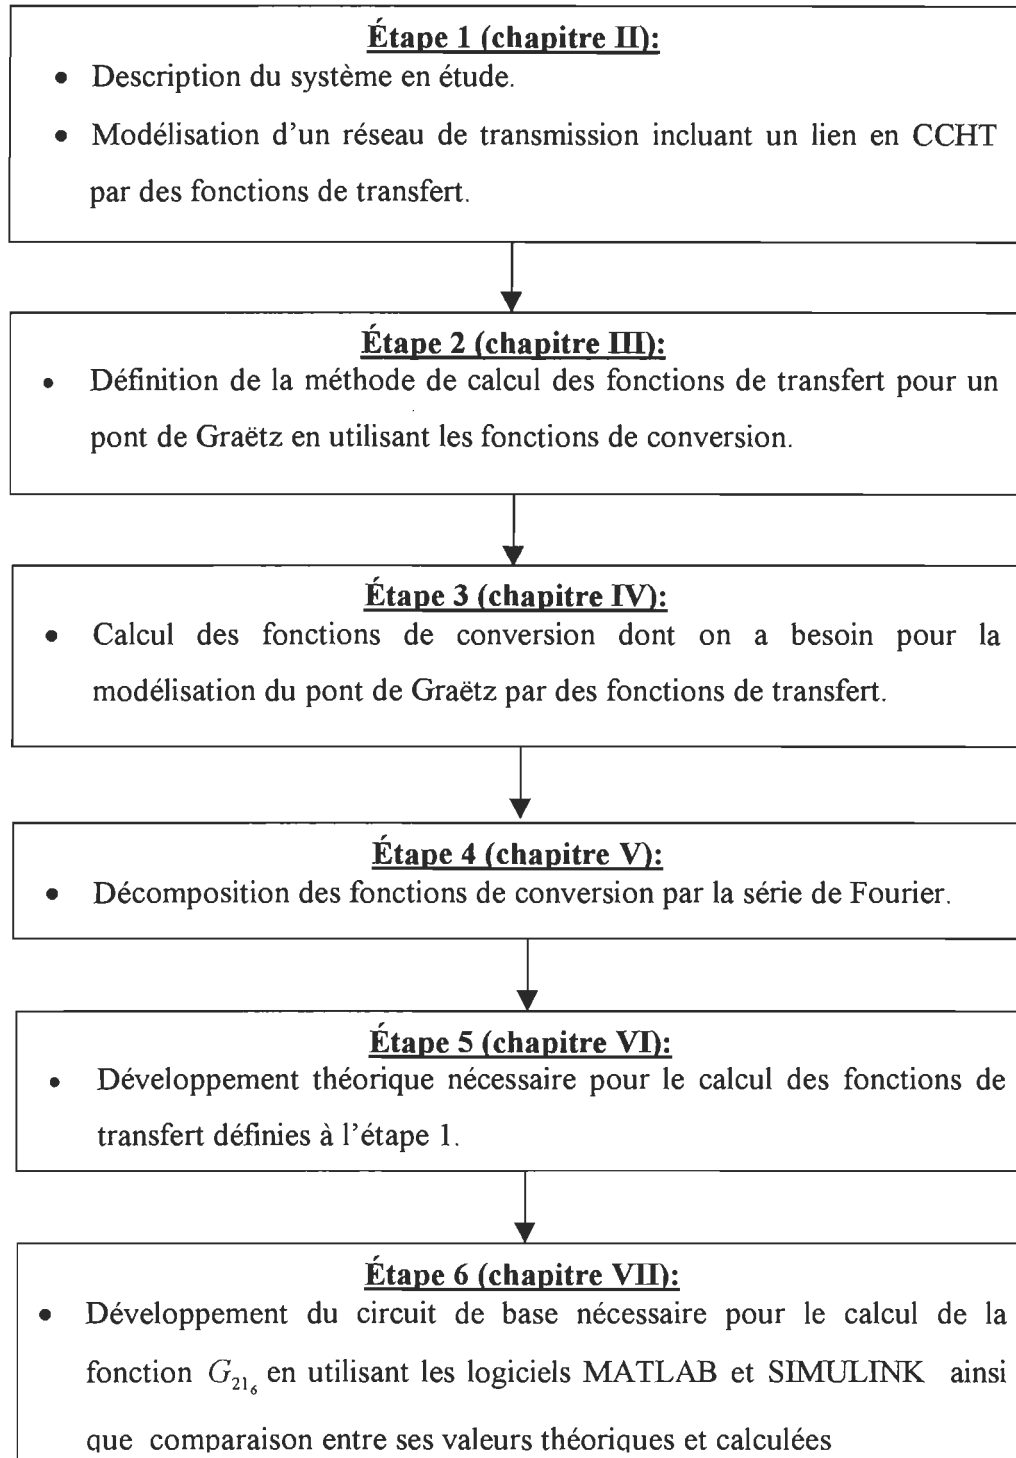 Étape 1 (chapitre II):
• Description du système en étude.
• Modélisation d'un réseau de transmission incluant un lien en CCHT
par des fonctions de transfert.
Étape 2 (chapitre III):
• Définition de la méthode de calcul des fonctions de transfert pour un
pont de Graëtz en utilisant les fonctions de conversion.
Étape 3 (chapitre IV):
• Calcul des fonctions de conversion dont on a besoin pour la
modélisation du pont de Graëtz par des fonctions de transfert.
Étape 4 (chapitre V):
• Décomposition des fonctions de conversion par la série de Fourier.
Étape 5 (chapitre VI):
• Développement théorique nécessaire pour le calcul des fonctions de
transfert définies à l'étape 1.
Étape 6 (chapitre VII):
• Développement du circuit de base nécessaire pour le calcul de la
fonction G₂₁₆ en utilisant les logiciels MATLAB et SIMULINK ainsi
que comparaison entre ses valeurs théoriques et calculées